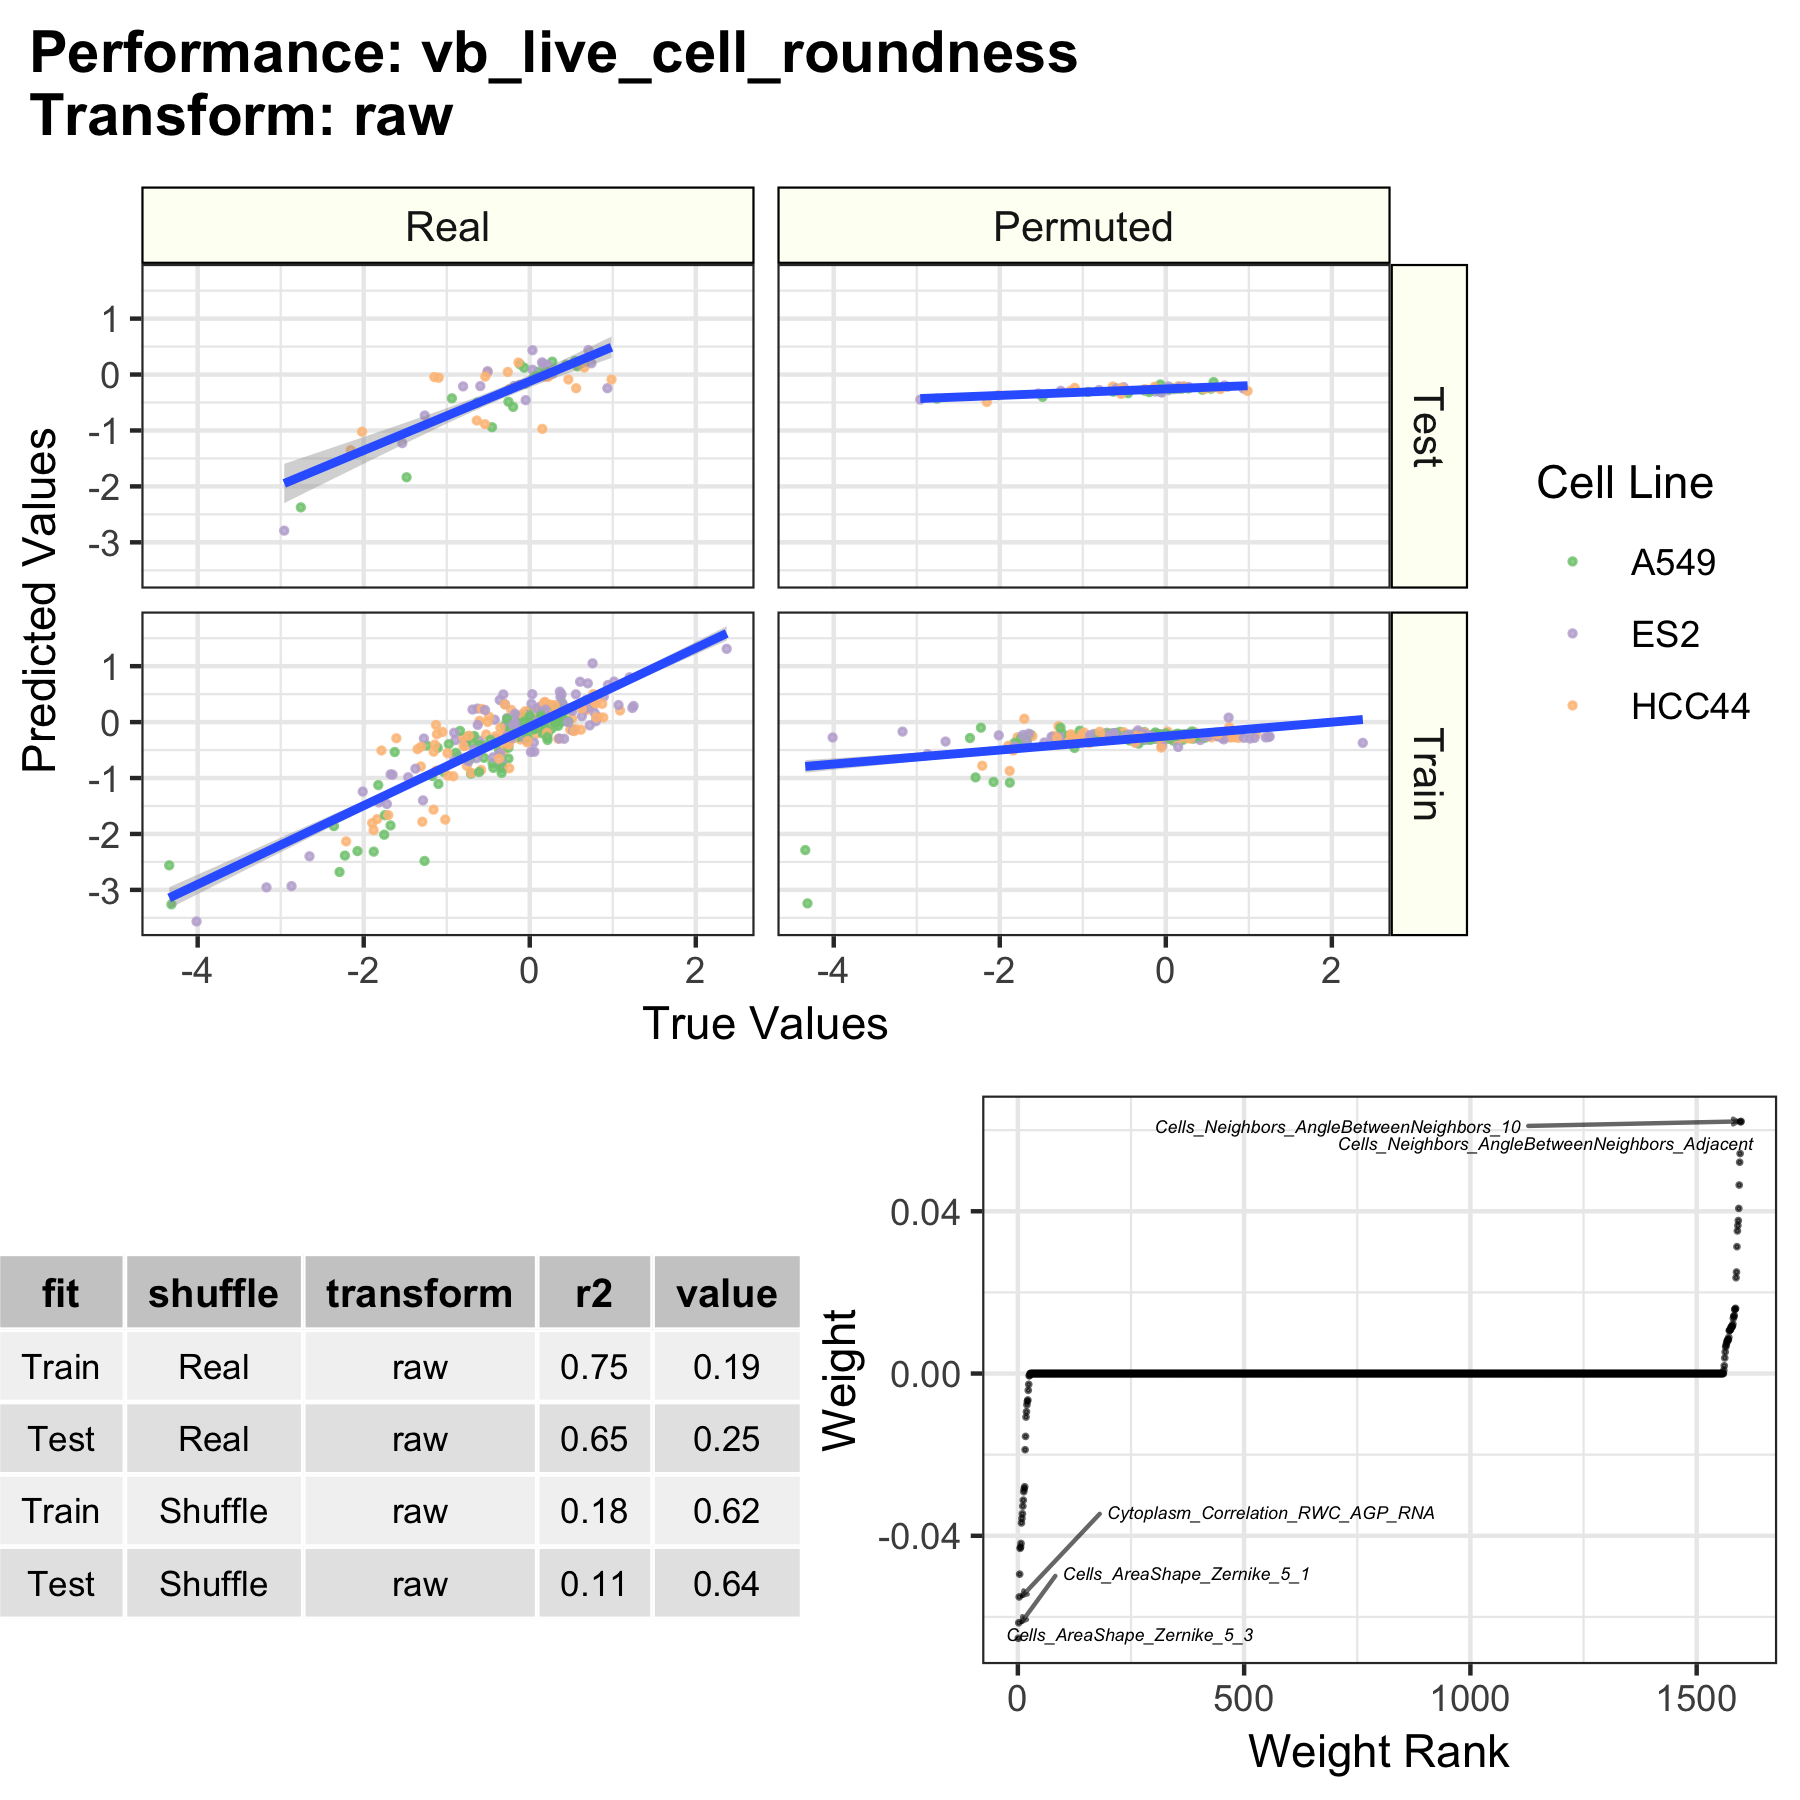 Performance: vb_live_cell_roundness
Transform: raw
Real
Permuted
1
0
-1
-2
-3
Test
1
0
-1
-2
-3
Train
Predicted Values
-4
-2
0
2
-4
-2
0
2
True Values
Cell Line
A549
ES2
HCC44
fit shuffle transform r2 value
Train Real raw 0.75 0.19
Test Real raw 0.65 0.25
Train Shuffle raw 0.18 0.62
Test Shuffle raw 0.11 0.64
Weight
0.04
0.00
-0.04
Cells_Neighbors_AngleBetweenNeighbors_10
Cells_Neighbors_AngleBetweenNeighbors_Adjacent
Cytoplasm_Correlation_RWC_AGP_RNA
Cells_AreaShape_Zernike_5_1
Cells_AreaShape_Zernike_5_3
0
500
1000
1500
Weight Rank